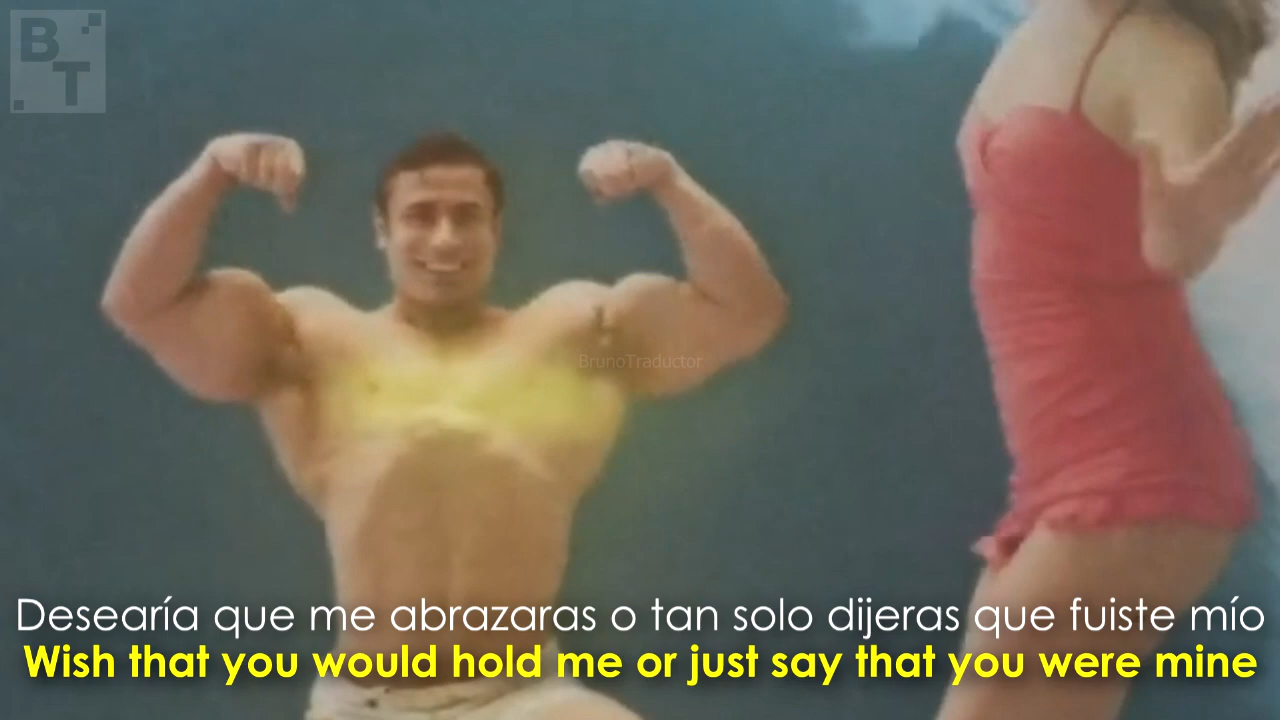 B
T
BrunoTraductor
Desearía que me abrazaras o tan solo dijeras que fuiste mío
Wish that you would hold me or just say that you were mine